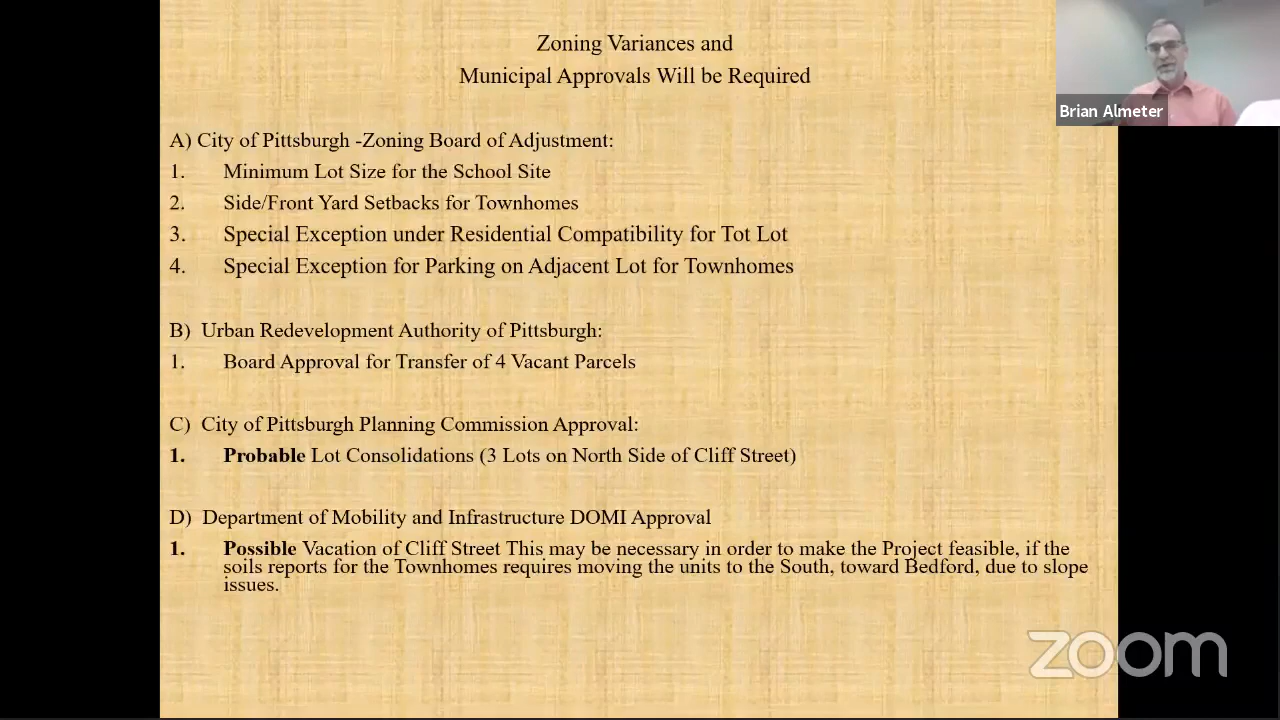 Zoning Variances and
Municipal Approvals Will be Required
Brian Almeter
A) City of Pittsburgh -Zoning Board of Adjustment:
1. Minimum Lot Size for the School Site
2. Side/Front Yard Setbacks for Townhomes
3. Special Exception under Residential Compatibility for Tot Lot
4. Special Exception for Parking on Adjacent Lot for Townhomes
B) Urban Redevelopment Authority of Pittsburgh:
1. Board Approval for Transfer of 4 Vacant Parcels
C) City of Pittsburgh Planning Commission Approval:
1. Probable Lot Consolidations (3 Lots on North Side of Cliff Street)
D) Department of Mobility and Infrastructure DOMI Approval
1. Possible Vacation of Cliff Street This may be necessary in order to make the Project feasible, if the
soils reports for the Townhomes requires moving the units to the South, toward Bedford, due to slope
issues.
zoom